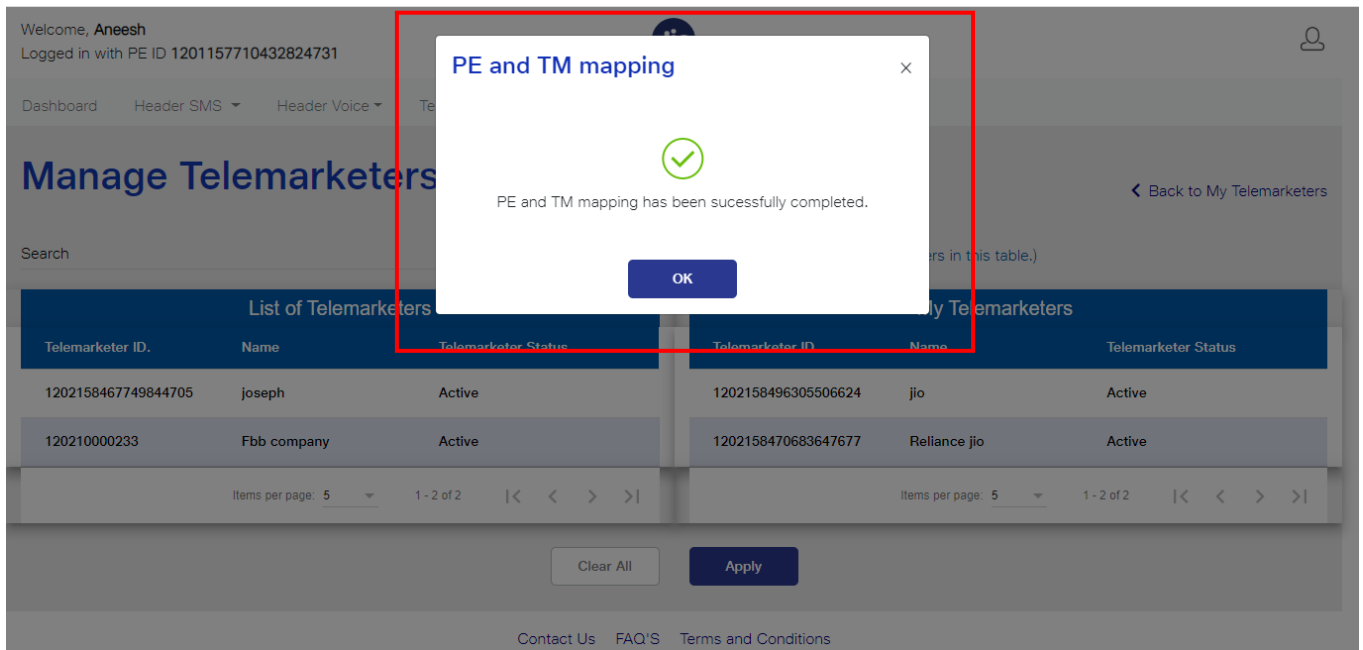 Welcome, Aneesh
Logged in with PE ID 1201157710432824731
Dashboard Header SMS Header Voice Te
PE and TM mapping
PE and TM mapping has been sucessfully completed.
OK
Manage Telemarketers
Back to My Telemarketers
Search
ers in this table.)
List of Telemarketers
My Telemarketers
Telemarketer ID. Name Telemarketer Status
Telemarketer ID Name Telemarketer Status
1202158467749844705 joseph Active
1202158496305506624 jio Active
120210000233 Fbb company Active
1202158470683647677 Reliance jio Active
Items per page: 5 1 - 2 of 2
Items per page: 5 1 - 2 of 2
Clear All Apply
Contact Us FAQ'S Terms and Conditions